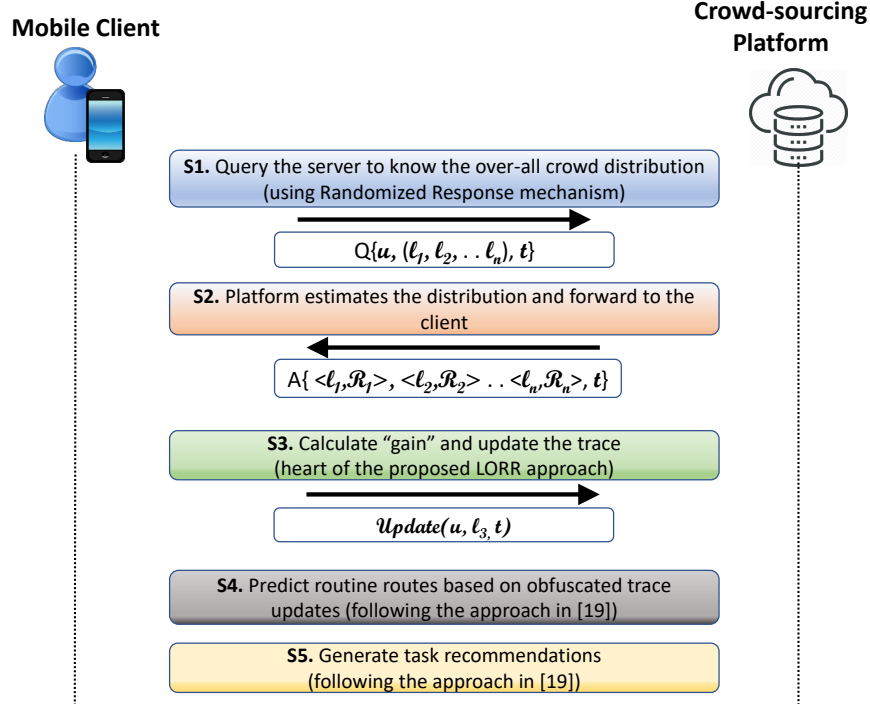 Mobile Client
Crowd-sourcing
Platform
S1. Query the server to know the over-all crowd distribution
(using Randomized Response mechanism)
Q{u, (ℓ1, ℓ2, . . ℓn), t}
S2. Platform estimates the distribution and forward to the
client
A{ <ℓ1,ℛ1>, <ℓ2,ℛ2> . . <ℓn,ℛn>, t}
S3. Calculate “gain” and update the trace
(heart of the proposed LORR approach)
Update(u, ℓ3, t)
S4. Predict routine routes based on obfuscated trace
updates (following the approach in [19])
S5. Generate task recommendations
(following the approach in [19])